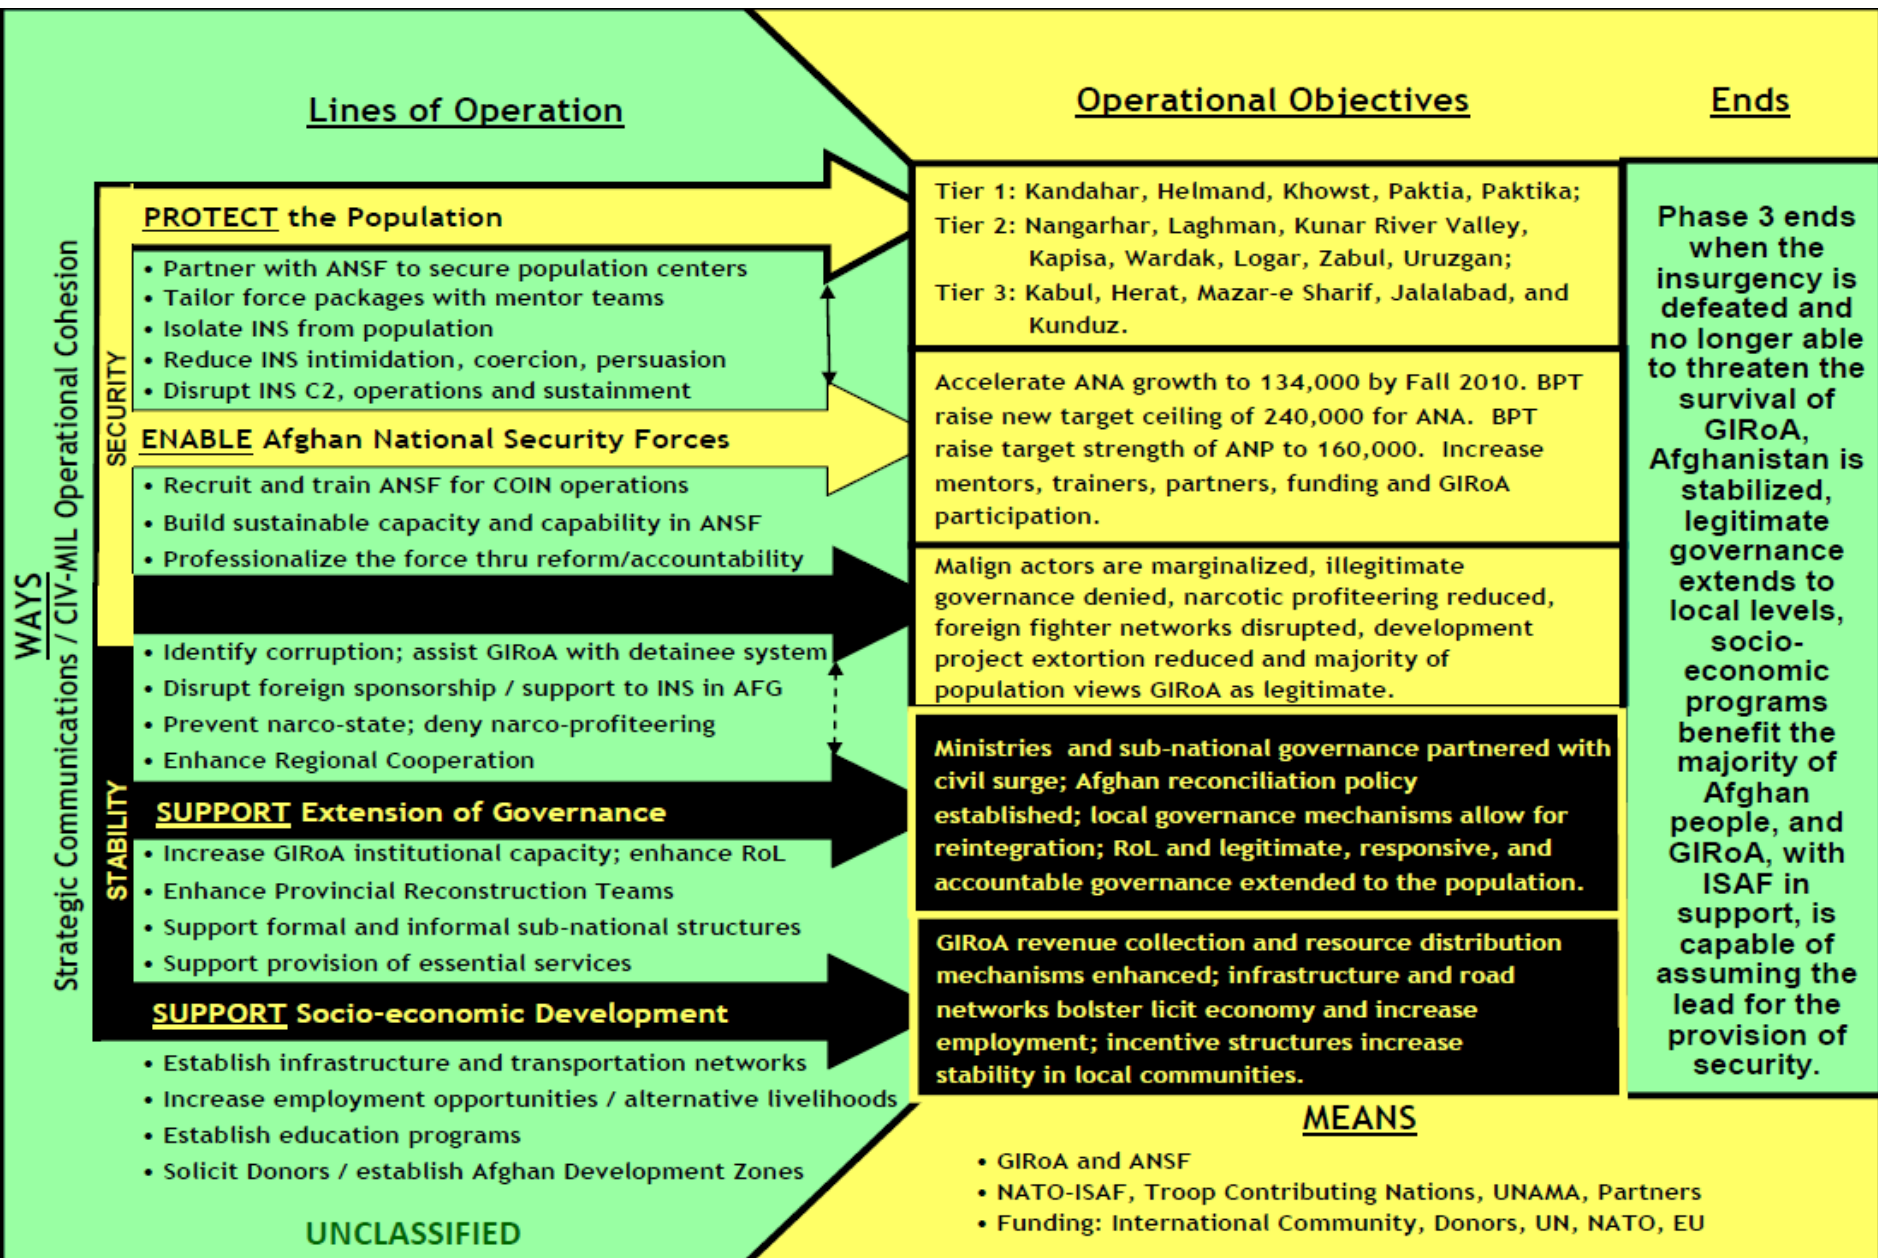 Lines of Operation
Operational Objectives
Ends
WAYS
Strategic Communications / CIV-MIL Operational Cohesion
SECURITY
STABILITY
PROTECT the Population
• Partner with ANSF to secure population centers
• Tailor force packages with mentor teams
• Isolate INS from population
• Reduce INS intimidation, coercion, persuasion
• Disrupt INS C2, operations and sustainment
ENABLE Afghan National Security Forces
• Recruit and train ANSF for COIN operations
• Build sustainable capacity and capability in ANSF
• Professionalize the force thru reform/accountability
• Identify corruption; assist GIRoA with detainee system
• Disrupt foreign sponsorship / support to INS in AFG
• Prevent narco-state; deny narco-profiteering
• Enhance Regional Cooperation
SUPPORT Extension of Governance
• Increase GIRoA institutional capacity; enhance RoL
• Enhance Provincial Reconstruction Teams
• Support formal and informal sub-national structures
• Support provision of essential services
SUPPORT Socio-economic Development
• Establish infrastructure and transportation networks
• Increase employment opportunities / alternative livelihoods
• Establish education programs
• Solicit Donors / establish Afghan Development Zones
UNCLASSIFIED
Tier 1: Kandahar, Helmand, Khowst, Paktia, Paktika;
Tier 2: Nangarhar, Laghman, Kunar River Valley,
Kapisa, Wardak, Logar, Zabul, Uruzgan;
Tier 3: Kabul, Herat, Mazar-e Sharif, Jalalabad, and
Kunduz.
Accelerate ANA growth to 134,000 by Fall 2010. BPT
raise new target ceiling of 240,000 for ANA. BPT
raise target strength of ANP to 160,000. Increase
mentors, trainers, partners, funding and GIRoA
participation.
Malign actors are marginalized, illegitimate
governance denied, narcotic profiteering reduced,
foreign fighter networks disrupted, development
project extortion reduced and majority of
population views GIRoA as legitimate.
Ministries and sub-national governance partnered with
civil surge; Afghan reconciliation policy
established; local governance mechanisms allow for
reintegration; RoL and legitimate, responsive, and
accountable governance extended to the population.
GIRoA revenue collection and resource distribution
mechanisms enhanced; infrastructure and road
networks bolster licit economy and increase
employment; incentive structures increase
stability in local communities.
MEANS
• GIRoA and ANSF
• NATO-ISAF, Troop Contributing Nations, UNAMA, Partners
• Funding: International Community, Donors, UN, NATO, EU
Phase 3 ends
when the
insurgency is
defeated and
no longer able
to threaten the
survival of
GIRoA,
Afghanistan is
stabilized,
legitimate
governance
extends to
local levels,
socio-
economic
programs
benefit the
majority of
Afghan
people, and
GIRoA, with
ISAF in
support, is
capable of
assuming the
lead for the
provision of
security.